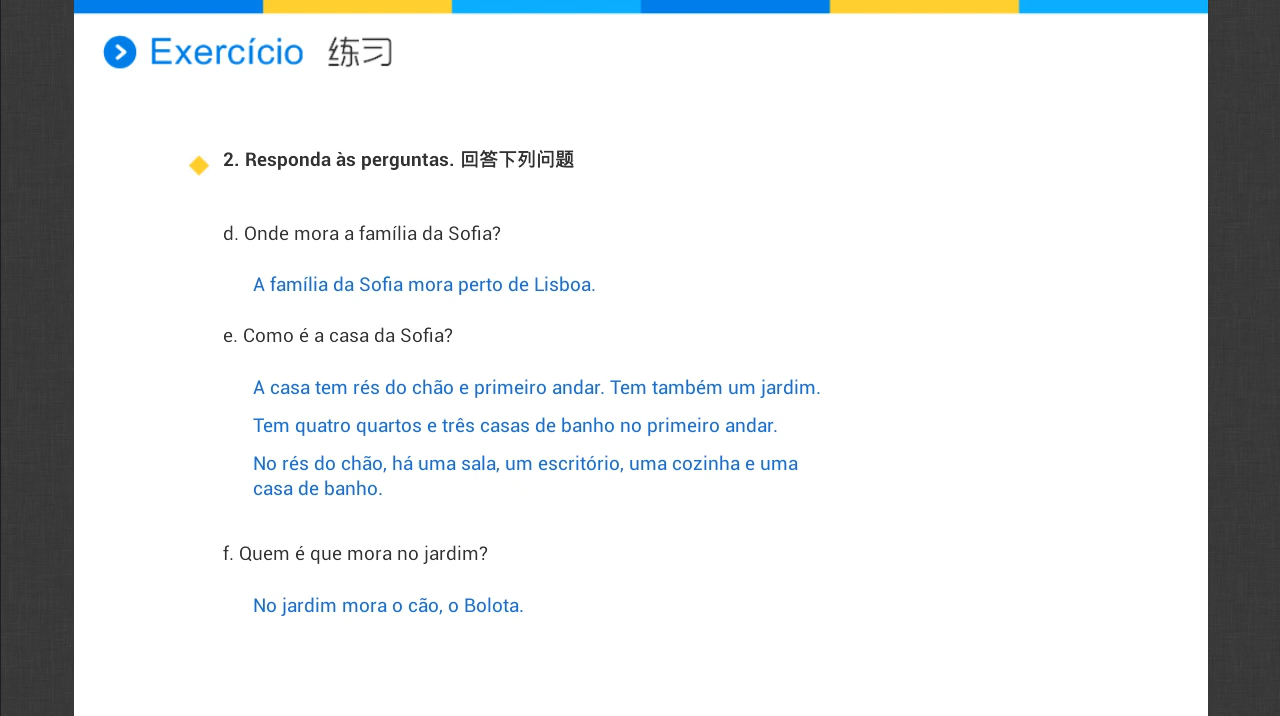 Exercício 练习
2. Responda às perguntas. 回答下列问题
d. Onde mora a família da Sofia?
A família da Sofia mora perto de Lisboa.
e. Como é a casa da Sofia?
A casa tem rés do chão e primeiro andar. Tem também um jardim.
Tem quatro quartos e três casas de banho no primeiro andar.
No rés do chão, há uma sala, um escritório, uma cozinha e uma
casa de banho.
f. Quem é que mora no jardim?
No jardim mora o cão, o Bolota.